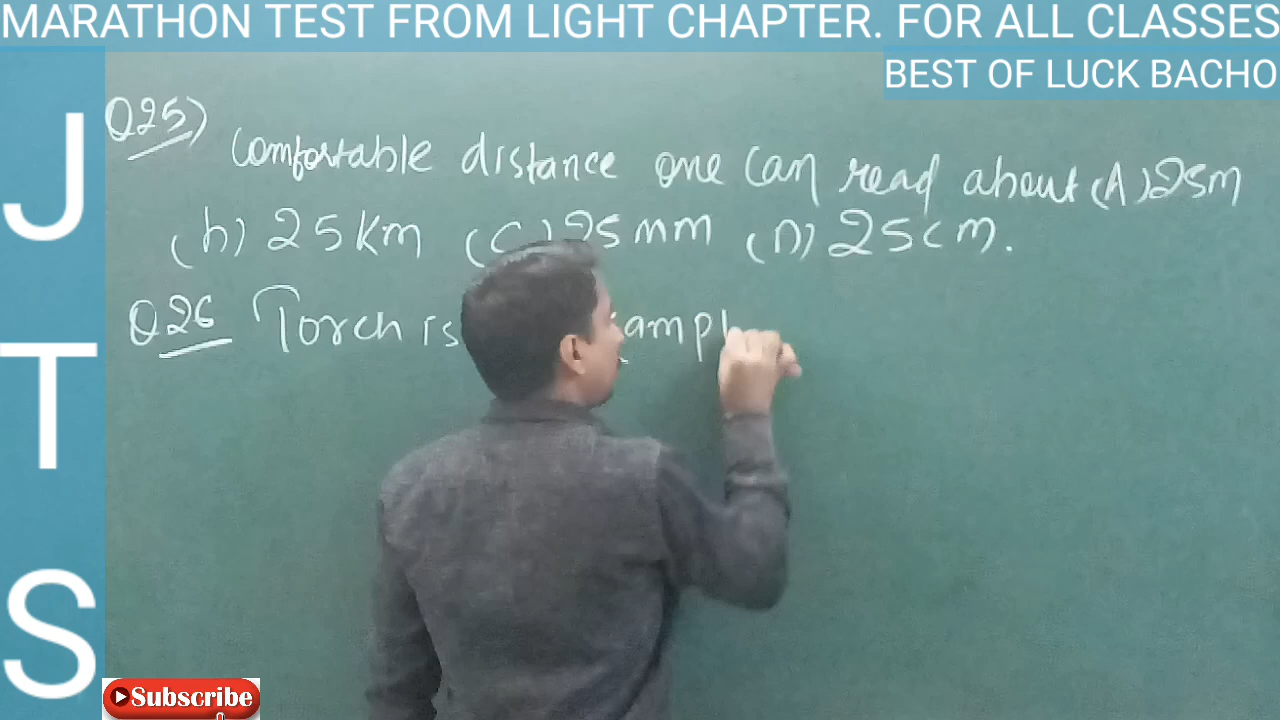 MARATHON TEST FROM LIGHT CHAPTER. FOR ALL CLASSES
BEST OF LUCK BACHO
J
T
S
Q25) Comfortable distance one can read about (A) 25m
(b) 25 km (C) 25 mm (D) 25 cm.
Q26 Torch is
Subscribe